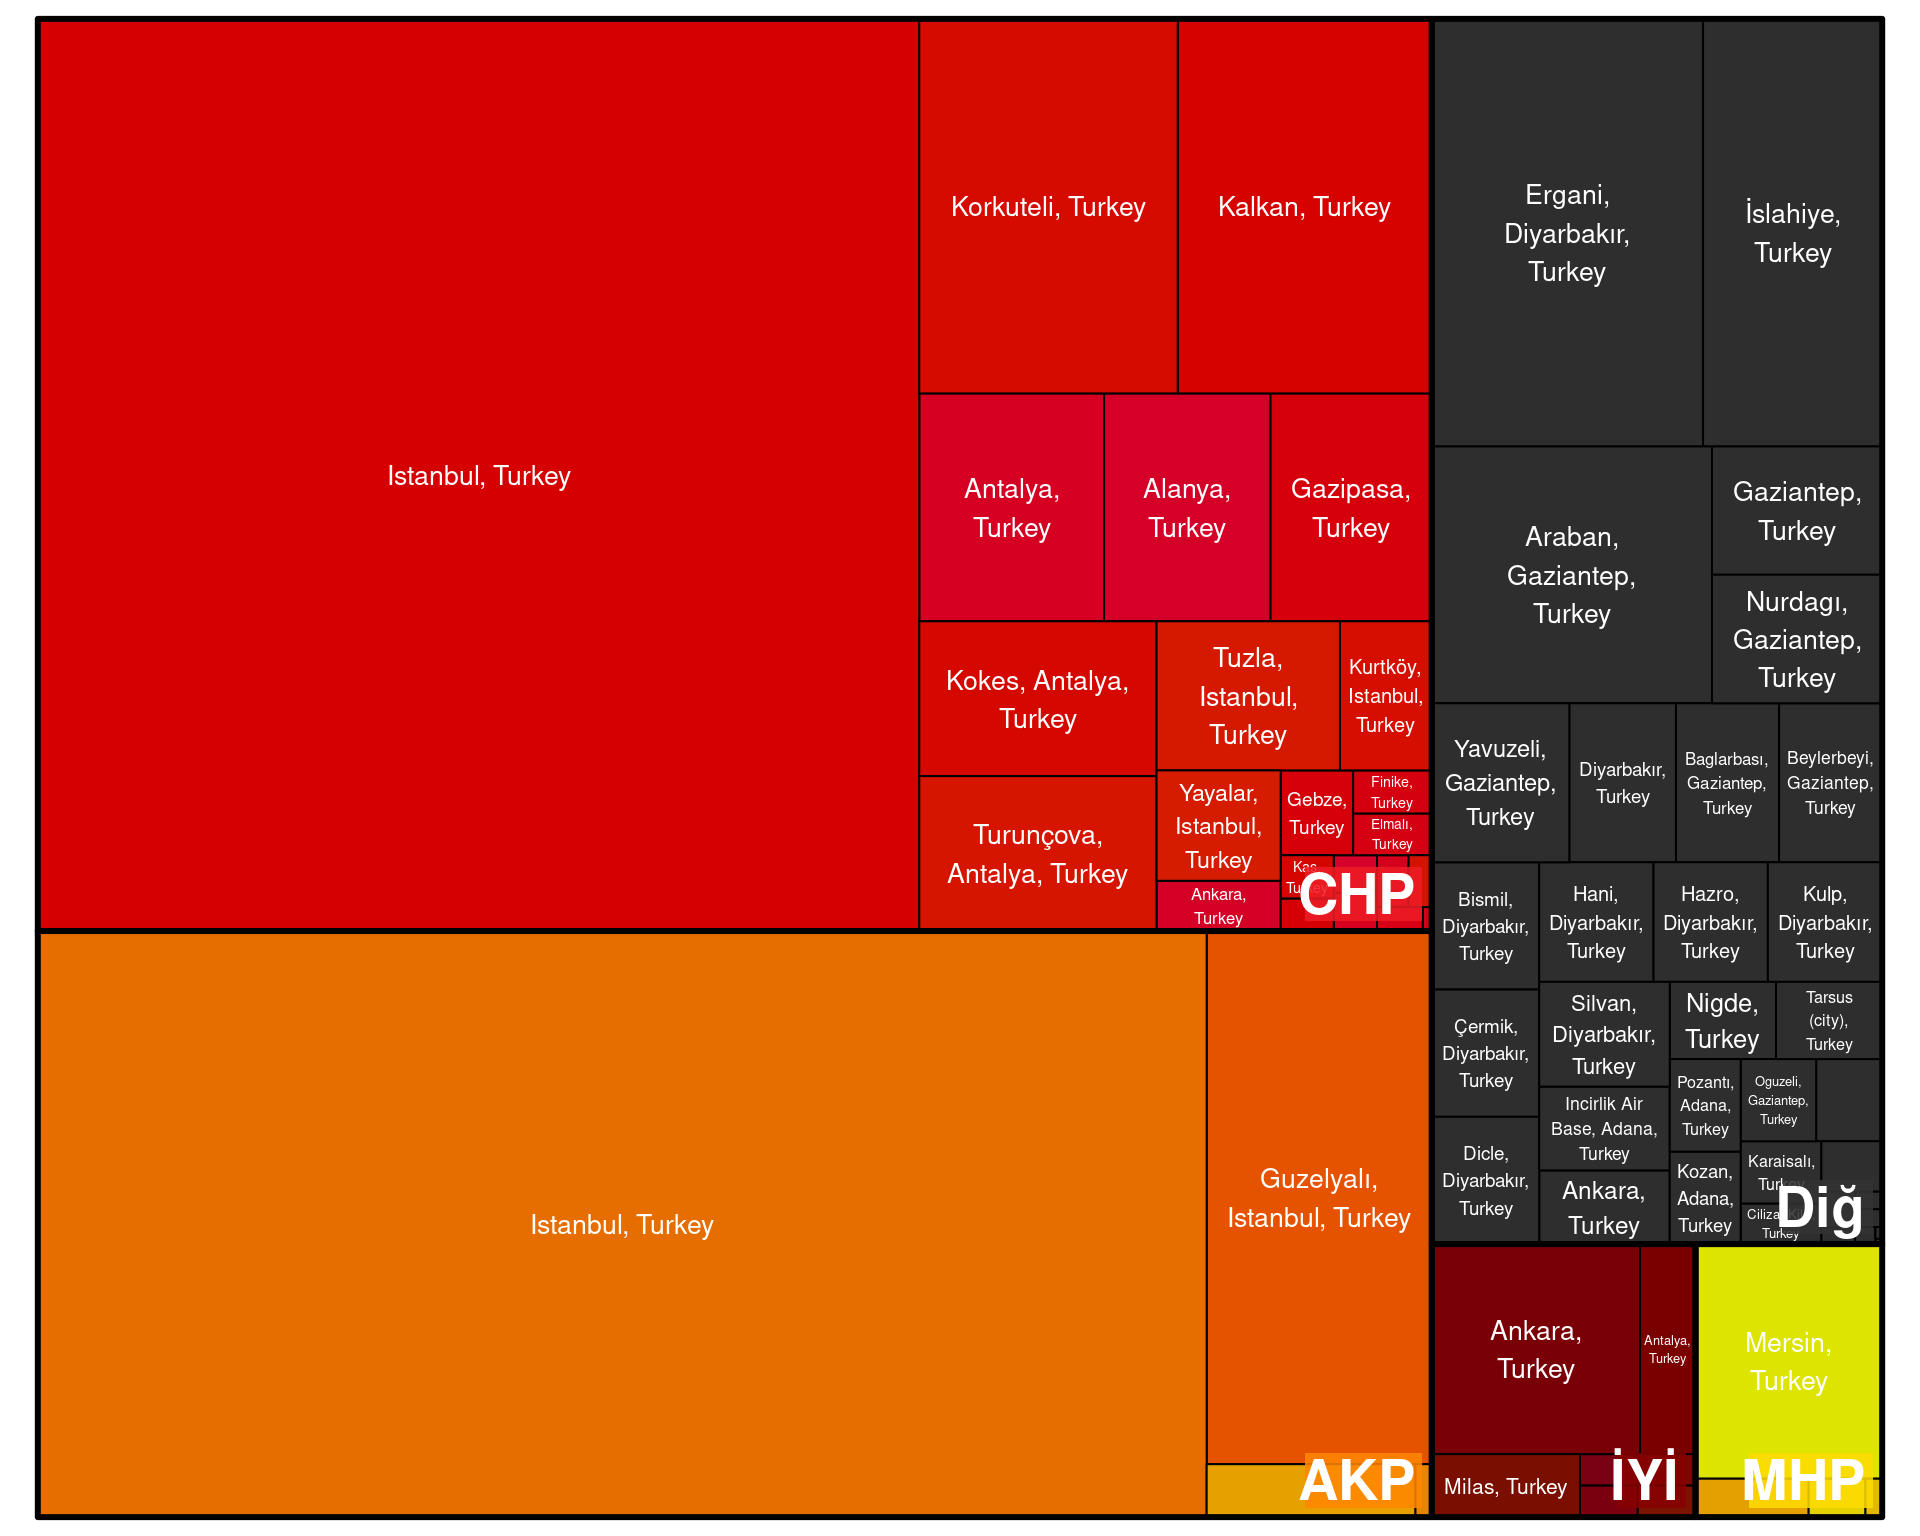 Istanbul, Turkey
Korkuteli, Turkey
Kalkan, Turkey
Antalya,
Turkey
Alanya,
Turkey
Gazipasa,
Turkey
Kokes, Antalya,
Turkey
Tuzla,
Istanbul,
Turkey
Kurtköy,
Istanbul,
Turkey
Turunçova,
Antalya, Turkey
Yayalar,
Istanbul,
Turkey
Gebze,
Turkey
Finike,
Turkey
Elmalı,
Turkey
Ankara,
Turkey
Kaş
CHP
Istanbul, Turkey
Guzelyalı,
Istanbul, Turkey
AKP
Ergani,
Diyarbakır,
Turkey
İslahiye,
Turkey
Araban,
Gaziantep,
Turkey
Gaziantep,
Turkey
Nurdagı,
Gaziantep,
Turkey
Yavuzeli,
Gaziantep,
Turkey
Diyarbakır,
Turkey
Baglarbası,
Gaziantep,
Turkey
Beylerbeyi,
Gaziantep,
Turkey
Bismil,
Diyarbakır,
Turkey
Hani,
Diyarbakır,
Turkey
Hazro,
Diyarbakır,
Turkey
Kulp,
Diyarbakır,
Turkey
Çermik,
Diyarbakır,
Turkey
Silvan,
Diyarbakır,
Turkey
Nigde,
Turkey
Tarsus
(city),
Turkey
Dicle,
Diyarbakır,
Turkey
Incirlik Air
Base, Adana,
Turkey
Ankara,
Turkey
Pozantı,
Adana,
Turkey
Oguzeli,
Gaziantep,
Turkey
Kozan,
Adana,
Turkey
Karaisalı,
Turkey
Turkey
Diğ
Ankara,
Turkey
Antalya,
Turkey
Milas, Turkey
İYİ
Mersin,
Turkey
MHP